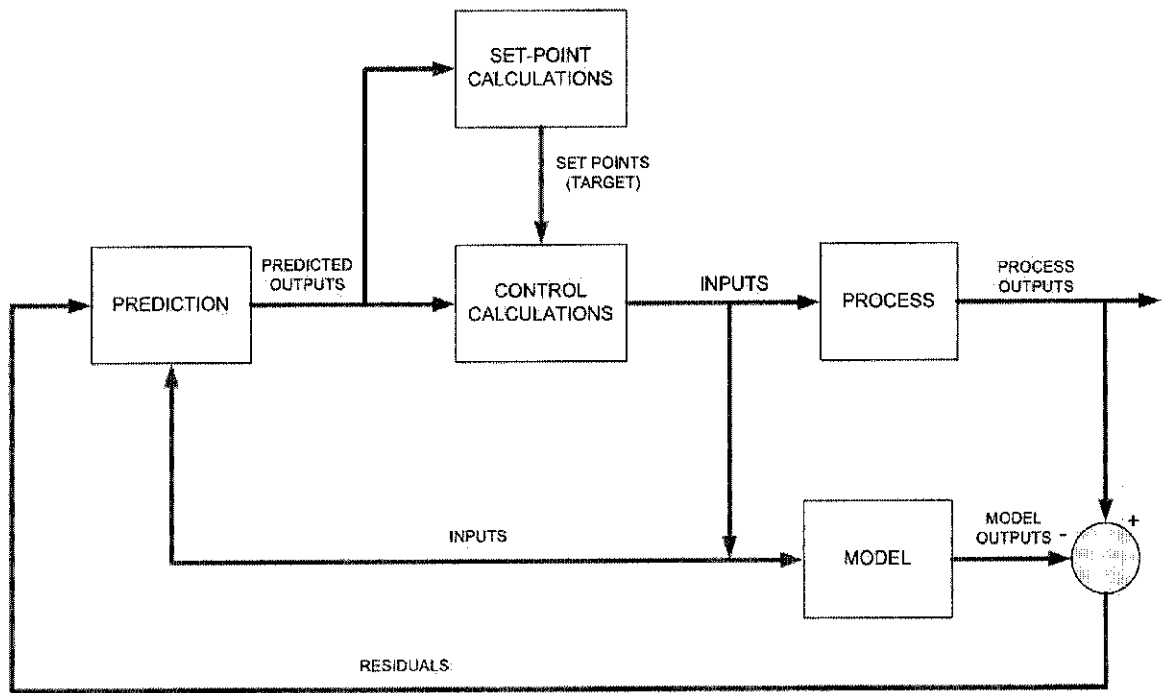 SET-POINT
CALCULATIONS
SET POINTS
(TARGET)
PREDICTION
PREDICTED
OUTPUTS
CONTROL
CALCULATIONS
INPUTS
PROCESS
PROCESS
OUTPUTS
INPUTS
MODEL
MODEL
OUTPUTS
-
+
RESIDUALS